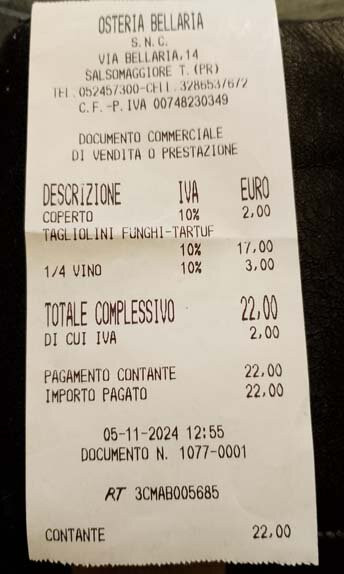 OSTERIA BELLARIA
S.N.C.
VIA BELLARIA,14
SALSOMAGGIORE T.(PR)
TEL.052457300-CELL.3286537672
C.F.-P.IVA 00748230349
DOCUMENTO COMMERCIALE
DI VENDITA O PRESTAZIONE
DESCRIZIONE IVA EURO
COPERTO 10% 2,00
TAGLIOLINI FUNGHI-TARTUF
10% 17,00
1/4 VINO 10% 3,00
TOTALE COMPLESSIVO 22,00
DI CUI IVA 2,00
PAGAMENTO CONTANTE 22,00
IMPORTO PAGATO 22,00
05-11-2024 12:55
DOCUMENTO N. 1077-0001
RT 3CMAB005685
CONTANTE 22,00